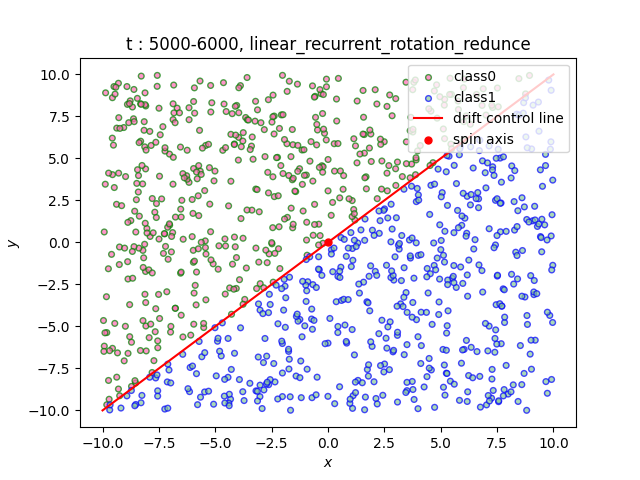 t : 5000-6000, linear_recurrent_rotation_redunce
class0
class1
drift control line
spin axis
10.0
7.5
5.0
2.5
0.0
−2.5
−5.0
−7.5
−10.0
y
−10.0 −7.5 −5.0 −2.5 0.0 2.5 5.0 7.5 10.0
x